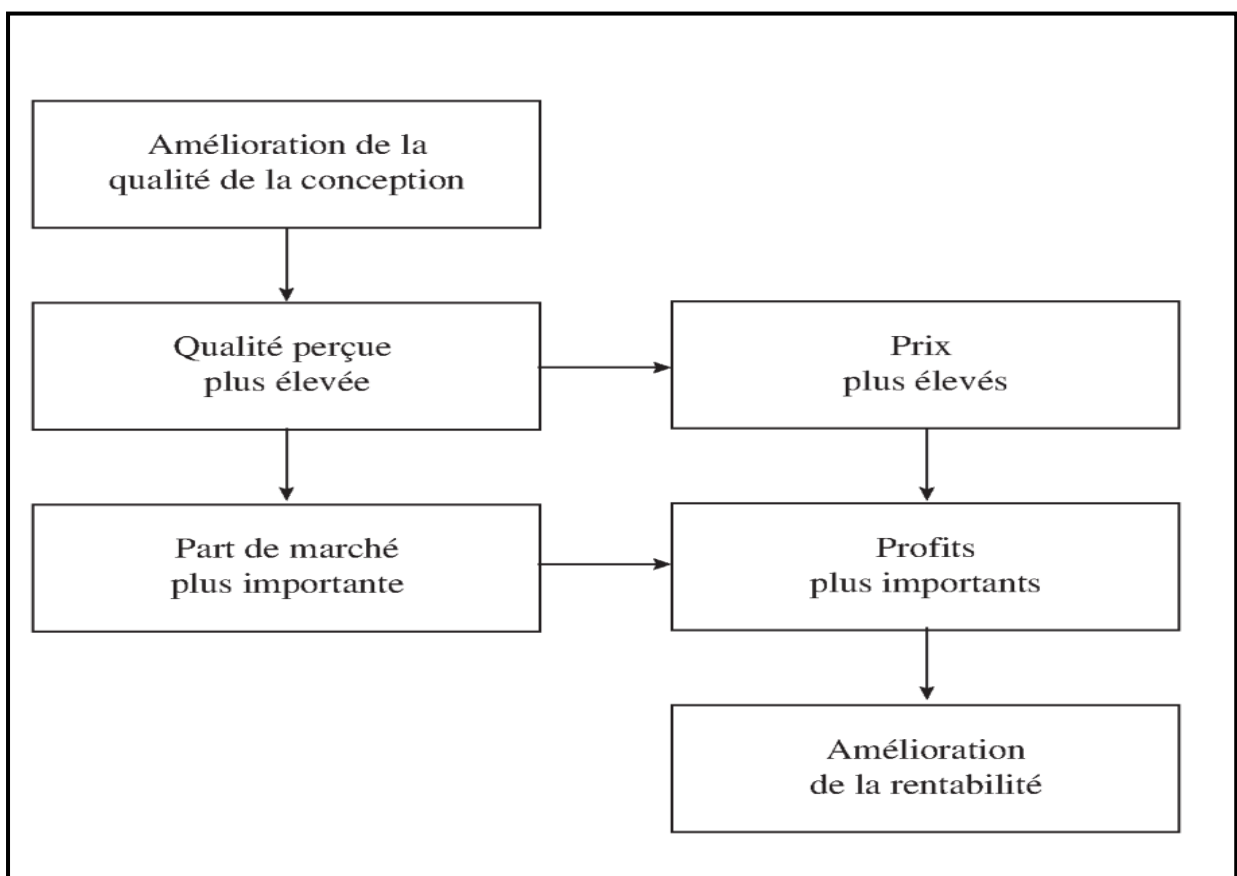 Amélioration de la
qualité de la conception
Qualité perçue
plus élevée
Prix
plus élevés
Part de marché
plus importante
Profits
plus importants
Amélioration
de la rentabilité